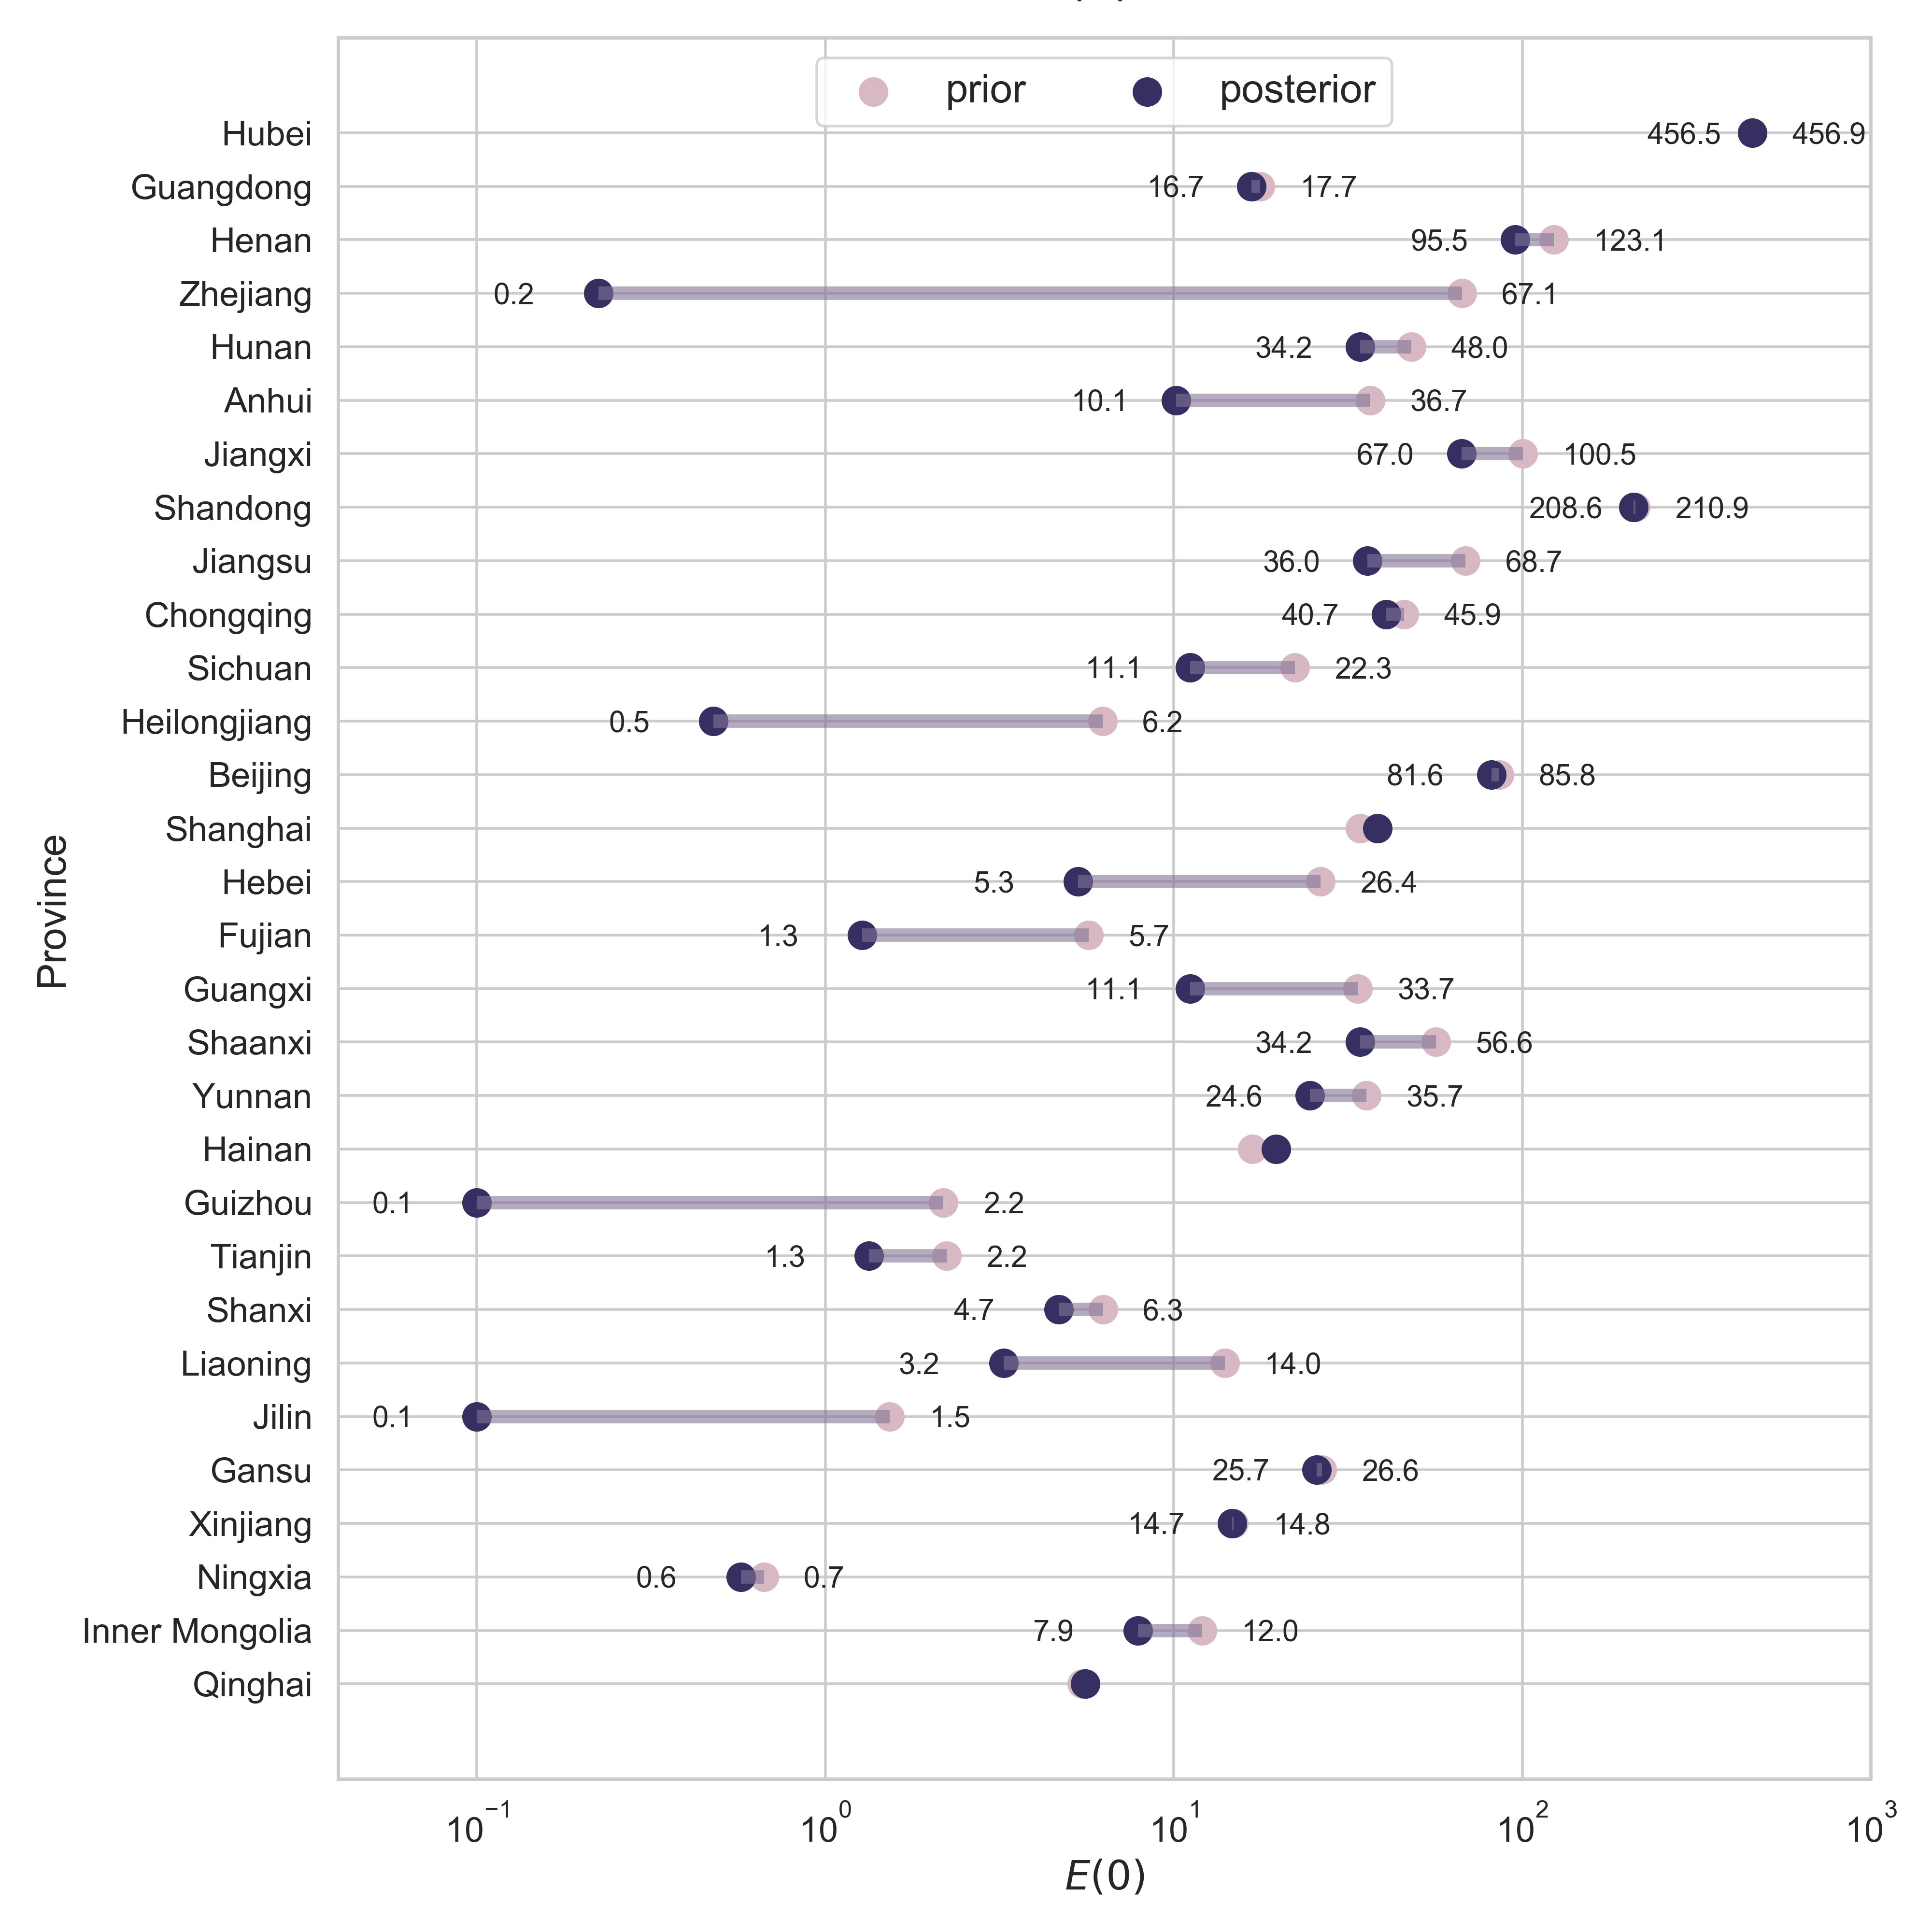 prior posterior
Hubei 456.5 456.9
Guangdong 16.7 17.7
Henan 95.5 123.1
Zhejiang 0.2 67.1
Hunan 34.2 48.0
Anhui 10.1 36.7
Jiangxi 67.0 100.5
Shandong 208.6 210.9
Jiangsu 36.0 68.7
Chongqing 40.7 45.9
Sichuan 11.1 22.3
Heilongjiang 0.5 6.2
Beijing 81.6 85.8
Shanghai
Hebei 5.3 26.4
Fujian 1.3 5.7
Guangxi 11.1 33.7
Shaanxi 34.2 56.6
Yunnan 24.6 35.7
Hainan
Guizhou 0.1 2.2
Tianjin 1.3 2.2
Shanxi 4.7 6.3
Liaoning 3.2 14.0
Jilin 0.1 1.5
Gansu 25.7 26.6
Xinjiang 14.7 14.8
Ningxia 0.6 0.7
Inner Mongolia 7.9 12.0
Qinghai
Province
10⁻¹ 10⁰ 10¹ 10² 10³
E(0)